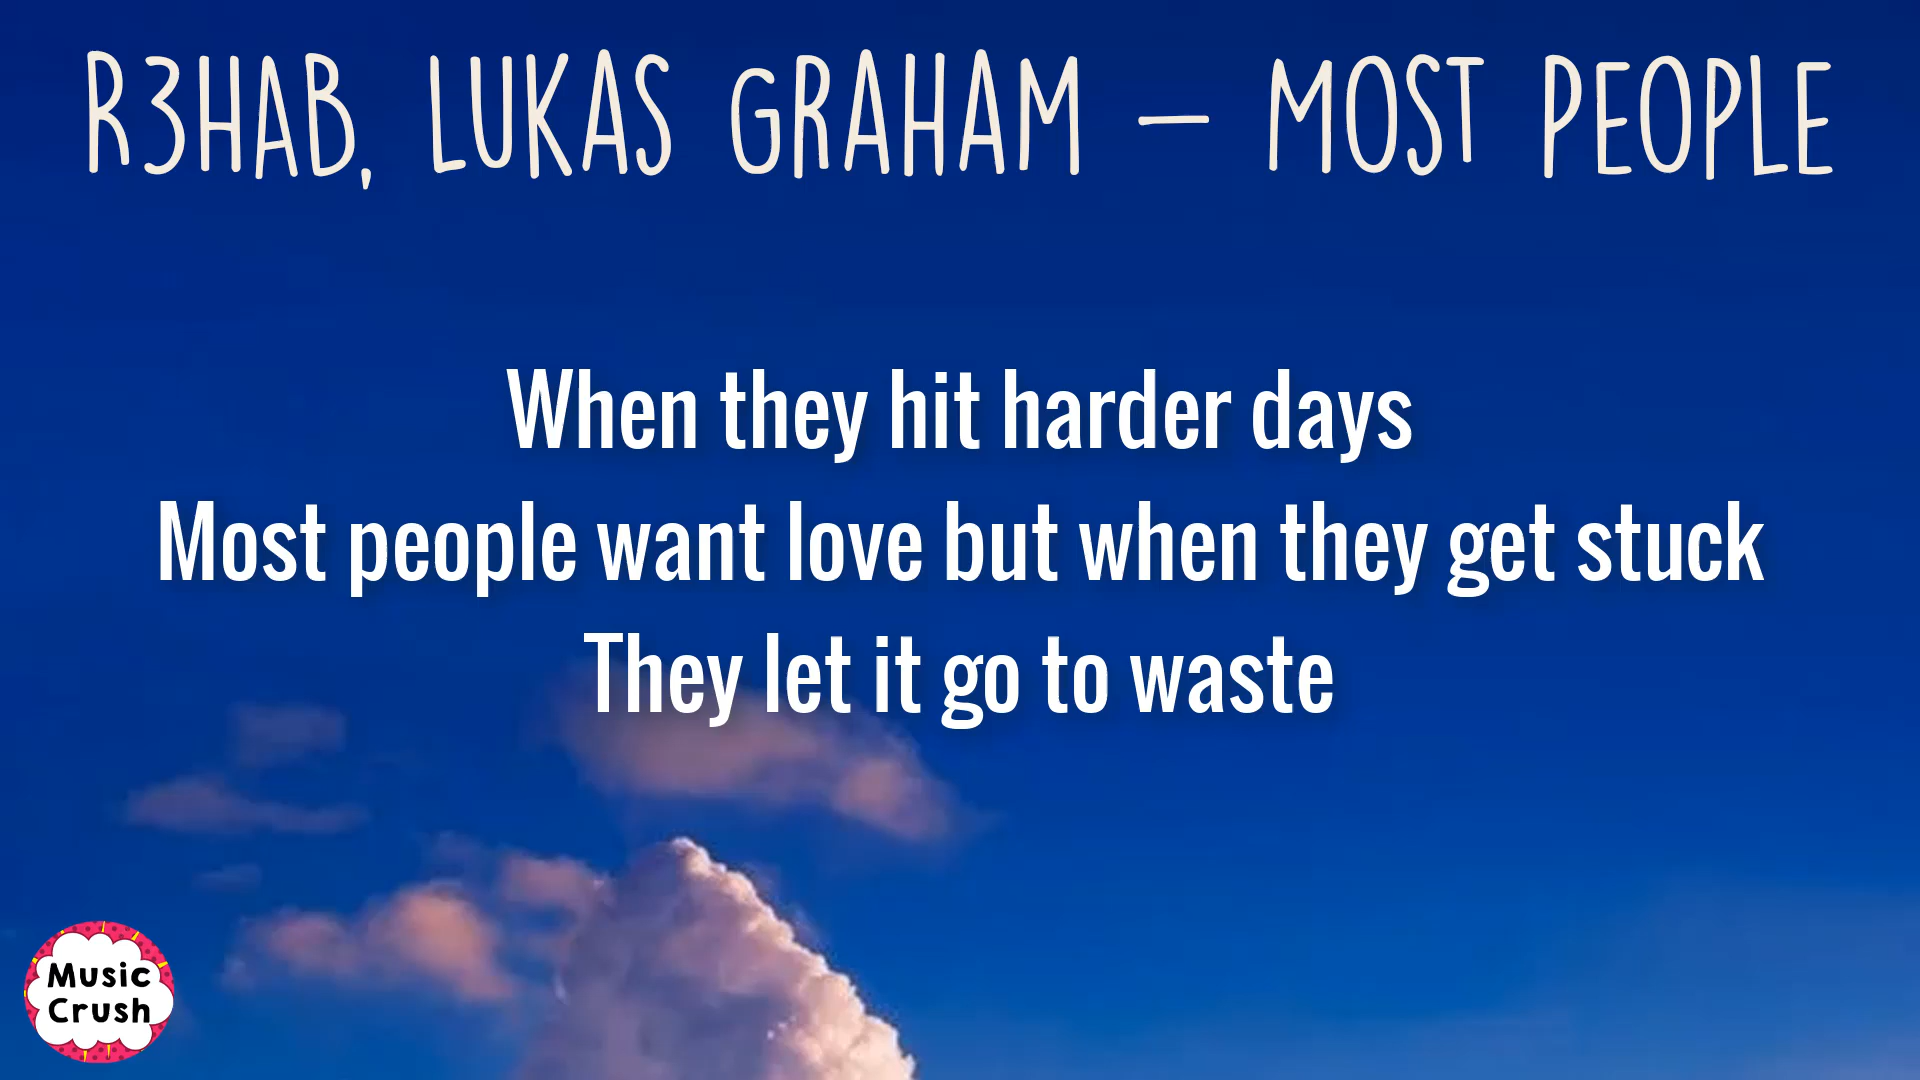 R3HAB, LUKAS GRAHAM – MOST PEOPLE
When they hit harder days
Most people want love but when they get stuck
They let it go to waste
Music
Crush